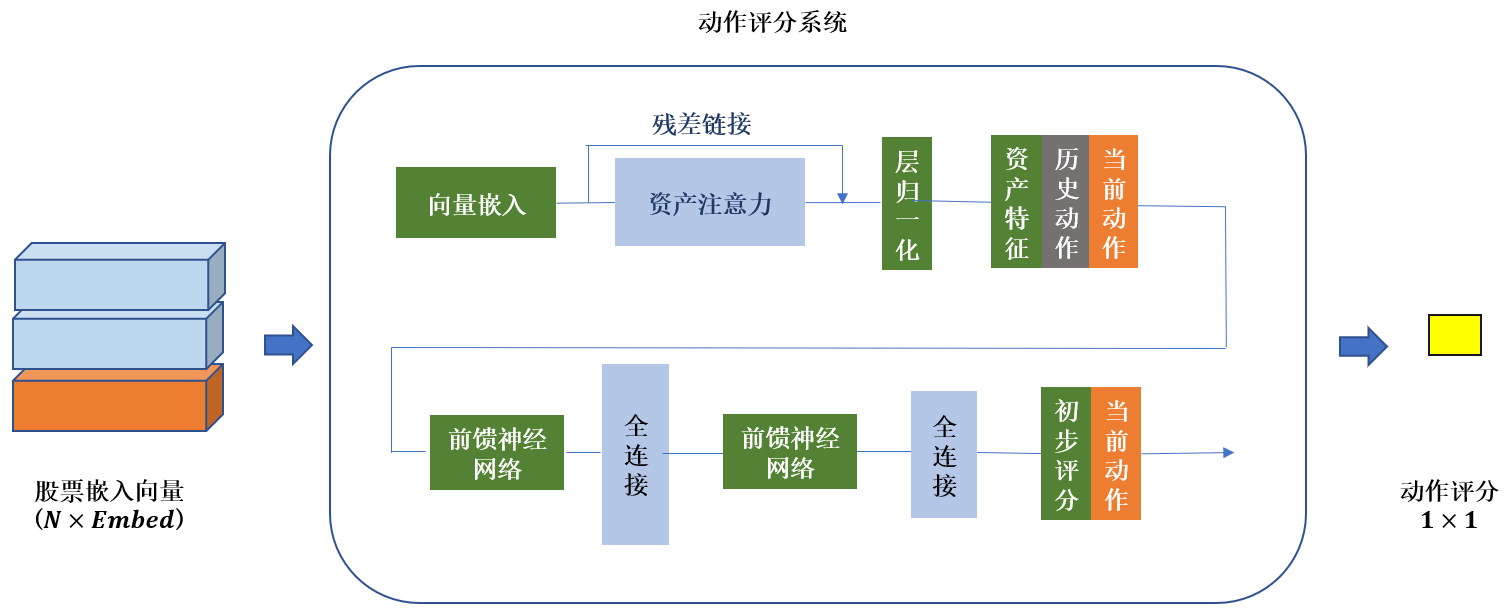 动作评分系统
残差链接
向量嵌入
资产注意力
层归一化
资产特征
历史动作
当前动作
前馈神经
网络
全连接
前馈神经
网络
全连接
初步评分
当前动作
股票嵌入向量
(N × Embed)
动作评分
1 × 1